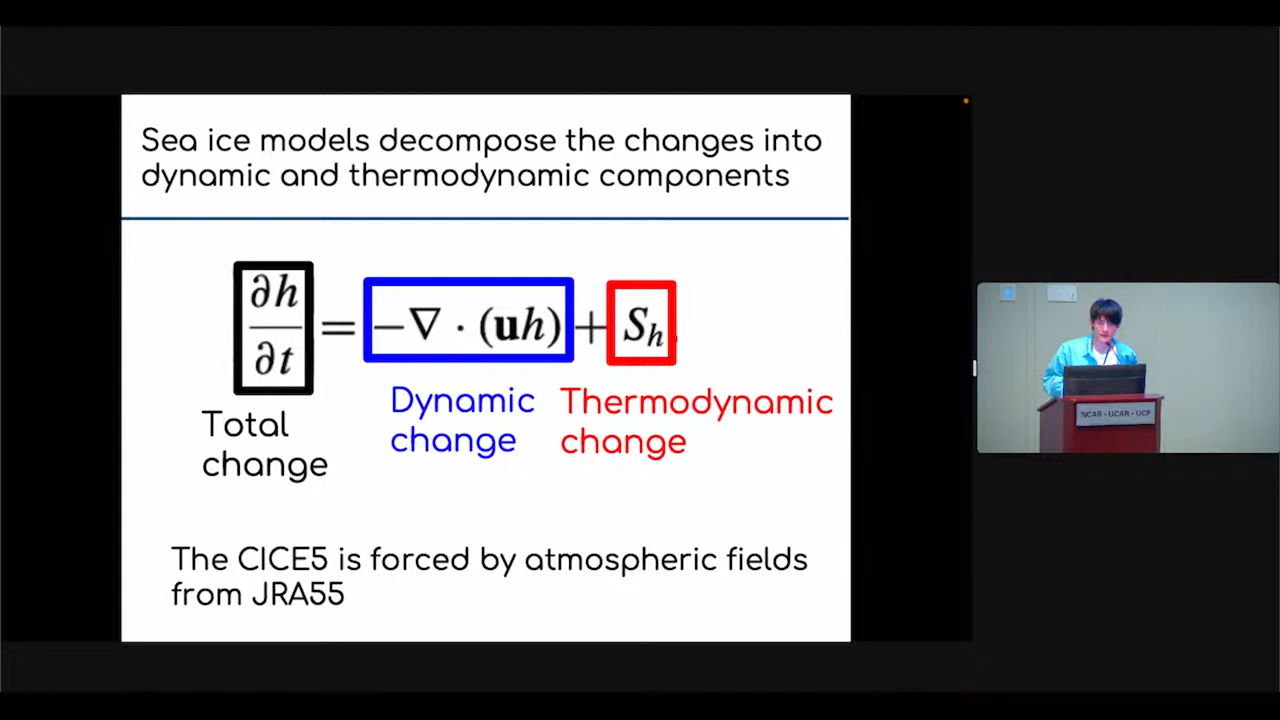 Sea ice models decompose the changes into
dynamic and thermodynamic components
∂h/∂t = −∇ · (uh) + S_h
Total
change
Dynamic
change
Thermodynamic
change
The CICE5 is forced by atmospheric fields
from JRA55
NCAR • UCAR • UCP